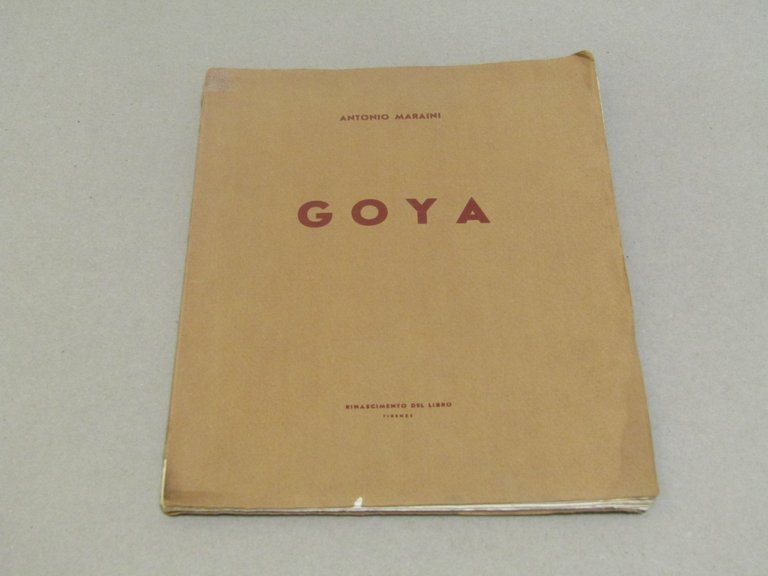 ANTONIO MARAINI
GOYA
RINASCIMENTO DEL LIBRO
FIRENZE